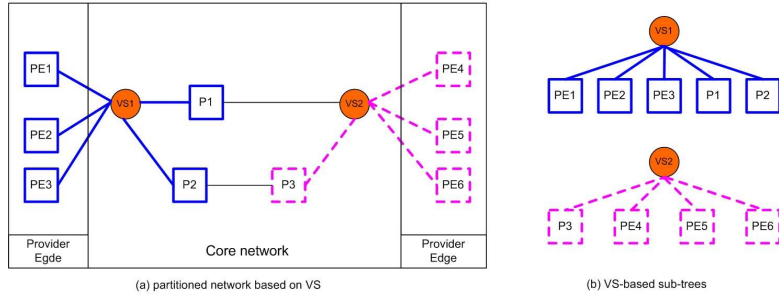 PE1
PE2
PE3
VS1
P1
P2
P3
VS2
PE4
PE5
PE6
Provider
Egde
Core network
Provider
Edge
(a) partitioned network based on VS
VS1
PE1 PE2 PE3 P1 P2
VS2
P3 PE4 PE5 PE6
(b) VS-based sub-trees